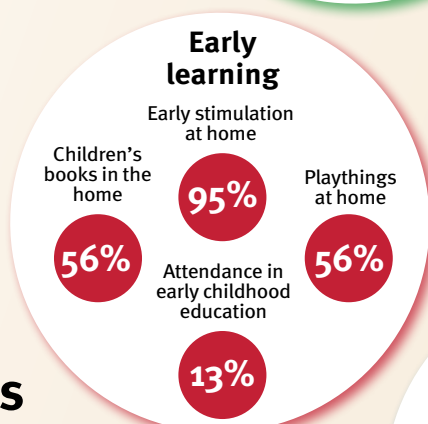 Early
learning
Early stimulation
at home
95%
Children’s
books in the
home
56%
Playthings
at home
56%
Attendance in
early childhood
education
13%
s